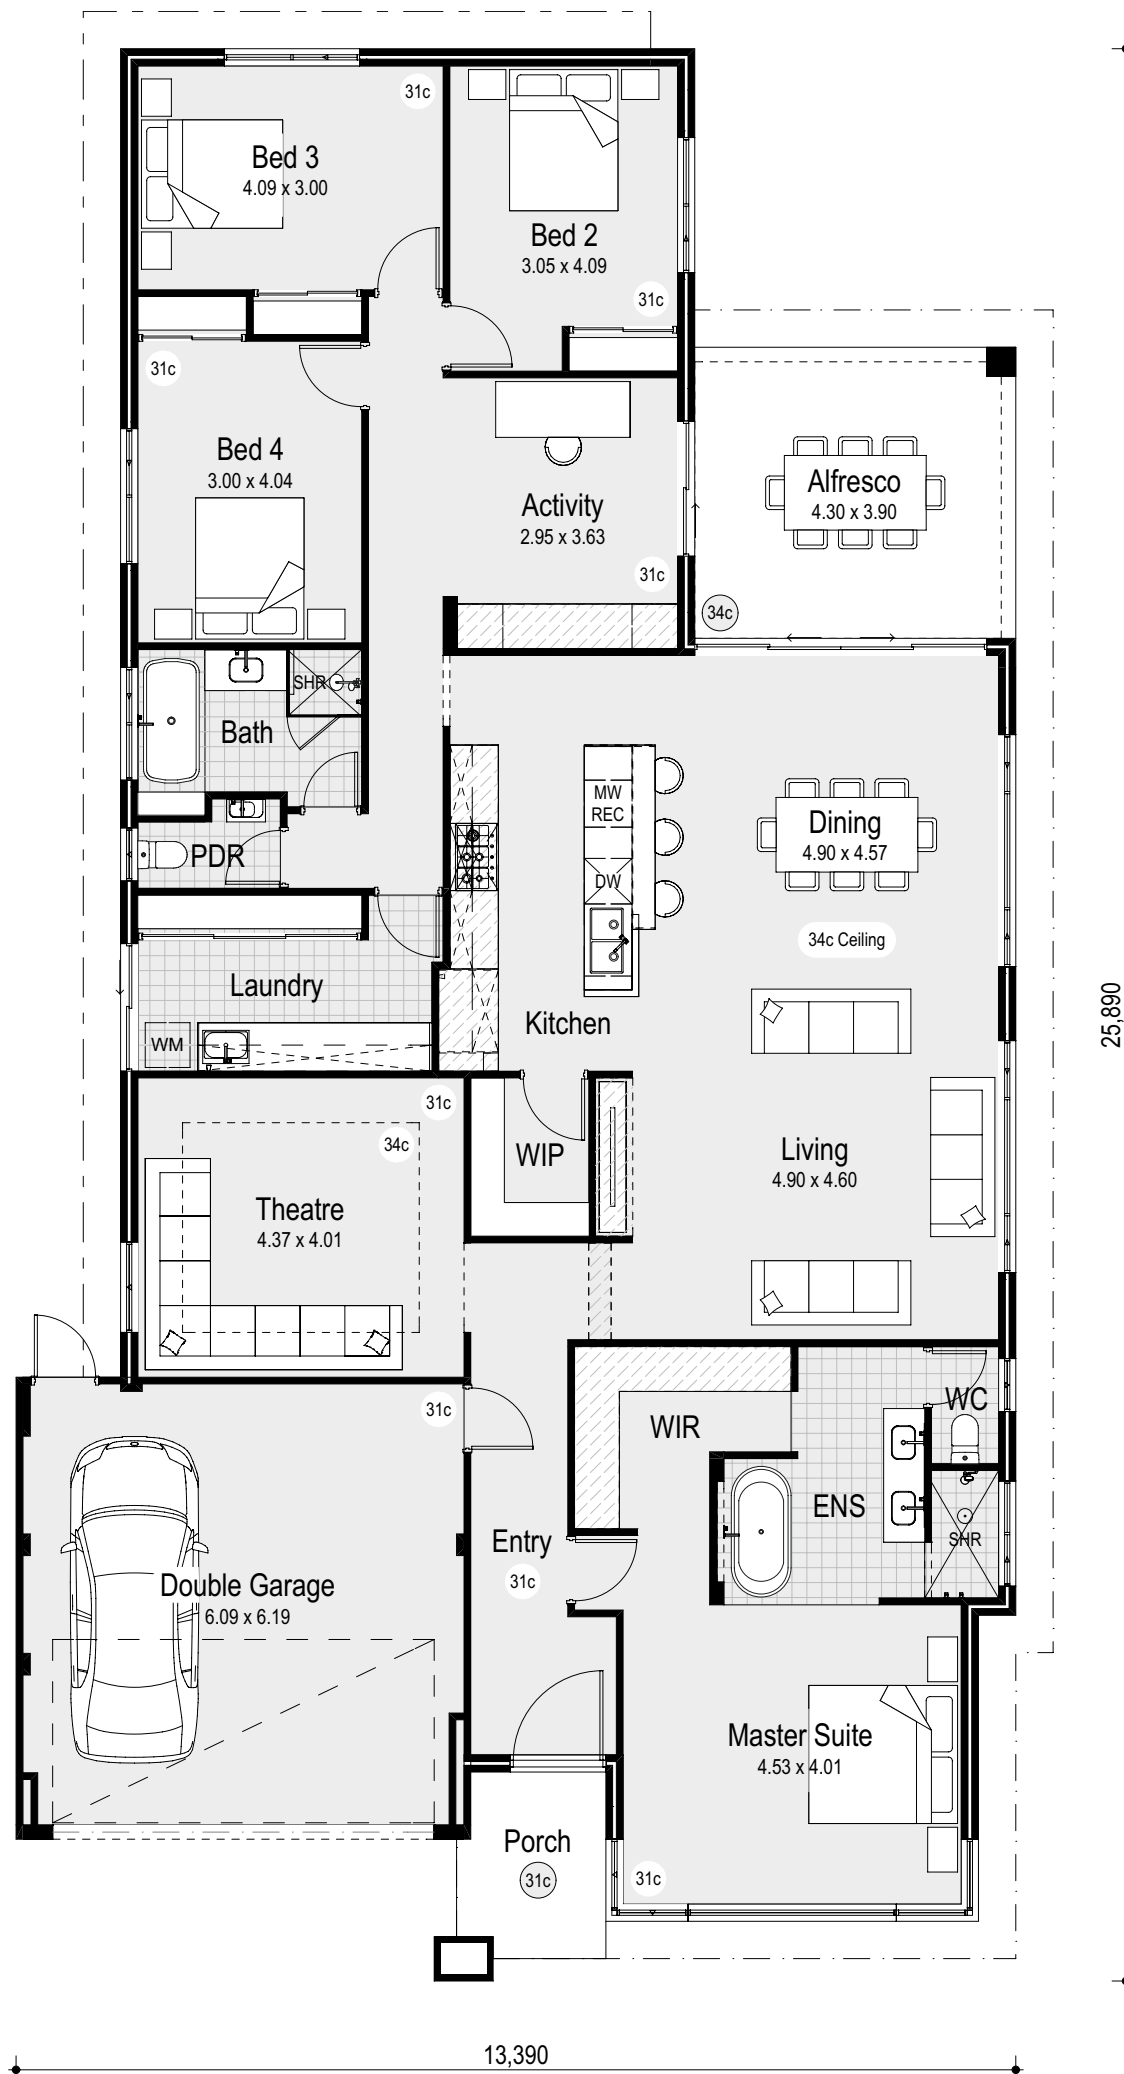 31c
Bed 3
4.09 x 3.00
Bed 2
3.05 x 4.09
31c
31c
Bed 4
3.00 x 4.04
Activity
2.95 x 3.63
31c
Alfresco
4.30 x 3.90
34c
SHR
Bath
MW
REC
Dining
4.90 x 4.57
PDR
DW
34c Ceiling
Laundry
Kitchen
25,890
WM
31c
34c
WIP
Living
4.90 x 4.60
Theatre
4.37 x 4.01
31c
WC
WIR
ENS
SHR
Entry
31c
Double Garage
6.09 x 6.19
Master Suite
4.53 x 4.01
Porch
31c
31c
13,390